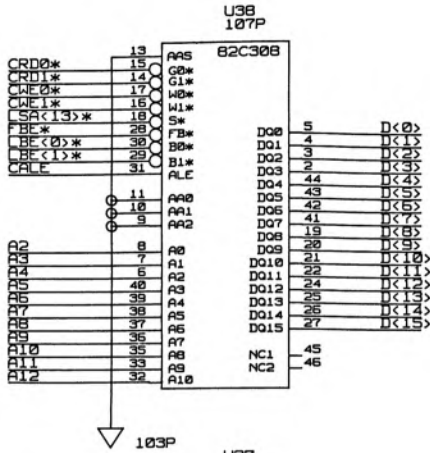 U38
107P
82C308
13 AAS
CRD0* 15 G0*
CRD1* 14 G1*
CWE0* 17 W0*
CWE1* 16 W1*
LSA<13>* 18 S*
FBE* 28 FB*
LBE<0>* 30 B0*
LBE<1>* 29 B1*
CALE 31 ALE
11 AA0
10 AA1
9 AA2
A2 8 A0
A3 7 A1
A4 6 A2
A5 40 A3
A6 39 A4
A7 38 A5
A8 37 A6
A9 36 A7
A10 35 A8
A11 33 A9
A12 32 A10
DQ0 5 D<0>
DQ1 4 D<1>
DQ2 3 D<2>
DQ3 2 D<3>
DQ4 44 D<4>
DQ5 43 D<5>
DQ6 42 D<6>
DQ7 41 D<7>
DQ8 19 D<8>
DQ9 20 D<9>
DQ10 21 D<10>
DQ11 22 D<11>
DQ12 24 D<12>
DQ13 25 D<13>
DQ14 26 D<14>
DQ15 27 D<15>
NC1 45
NC2 46
103P